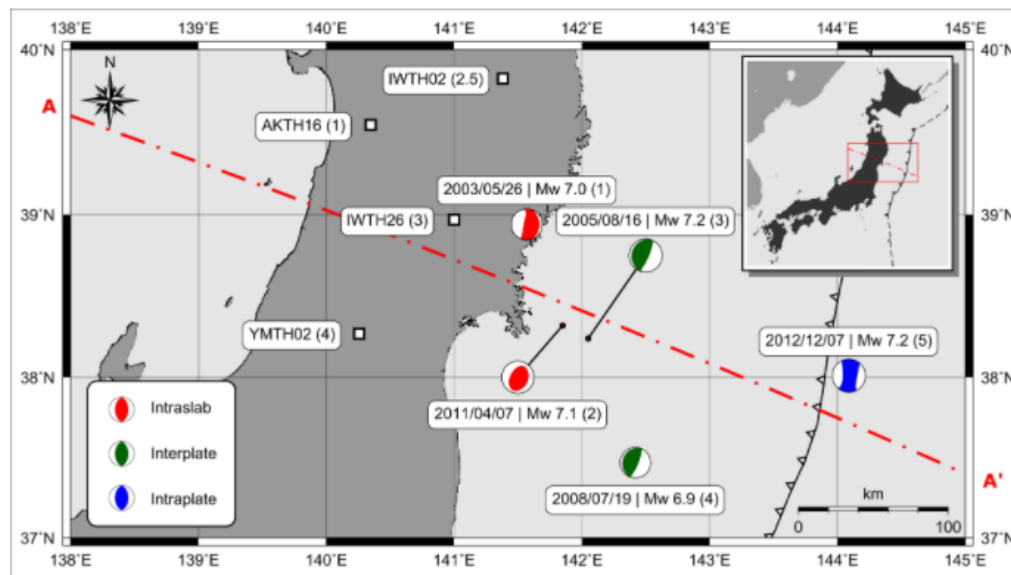 138°E
139°E
140°E
141°E
142°E
143°E
144°E
145°E
40°N
40°N
N
IWTH02 (2.5)
A
AKTH16 (1)
2003/05/26 | Mw 7.0 (1)
39°N
IWTH26 (3)
2005/08/16 | Mw 7.2 (3)
39°N
YMTH02 (4)
2012/12/07 | Mw 7.2 (5)
38°N
38°N
2011/04/07 | Mw 7.1 (2)
Intraslab
Interplate
Intraplate
2008/07/19 | Mw 6.9 (4)
A'
km
0
100
37°N
37°N
138°E
139°E
140°E
141°E
142°E
143°E
144°E
145°E